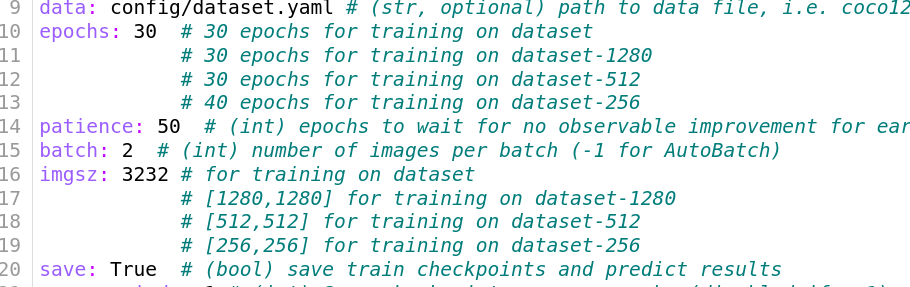 9 data: config/dataset.yaml # (str, optional) path to data file, i.e. coco12
10 epochs: 30 # 30 epochs for training on dataset
11 # 30 epochs for training on dataset-1280
12 # 30 epochs for training on dataset-512
13 # 40 epochs for training on dataset-256
14 patience: 50 # (int) epochs to wait for no observable improvement for ear
15 batch: 2 # (int) number of images per batch (-1 for AutoBatch)
16 imgsz: 3232 # for training on dataset
17 # [1280,1280] for training on dataset-1280
18 # [512,512] for training on dataset-512
19 # [256,256] for training on dataset-256
20 save: True # (bool) save train checkpoints and predict results